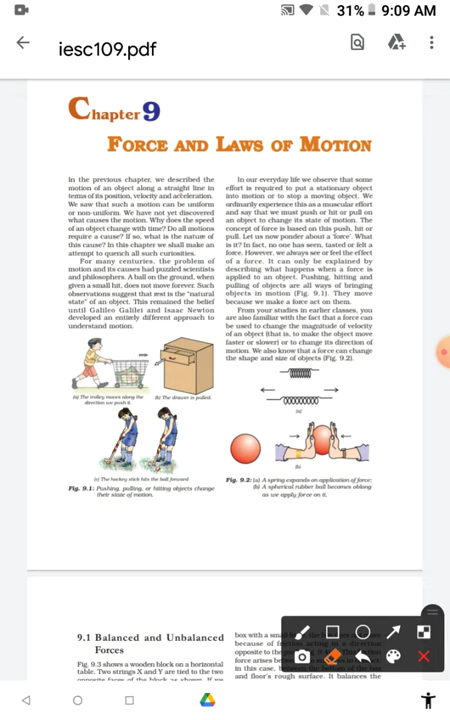 31% 9:09 AM
iesc109.pdf
Chapter 9
FORCE AND LAWS OF MOTION
In the previous chapter, we described the
motion of an object along a straight line in
terms of its position, velocity and acceleration.
We saw that such a motion can be uniform
or non-uniform. We have not yet discovered
what causes the motion. Why does the speed
of an object change with time? Do all motions
require a cause? If so, what is the nature of
this cause? In this chapter we shall make an
attempt to quench all such curiosities.
For many centuries, the problem of
motion and its causes had puzzled scientists
and philosophers. A ball on the ground, when
given a small hit, does not move forever. Such
observations suggest that rest is the “natural
state” of an object. This remained the belief
until Galileo Galilei and Isaac Newton
developed an entirely different approach to
understand motion.
(a) The trolley moves along the
direction we push it
(b) The drawer is pulled.
(c) The hockey stick hits the ball forward
Fig. 9.1: Pushing, pulling, or hitting objects change
their state of motion.
In our everyday life we observe that some
effort is required to put a stationary object
into motion or to stop a moving object. We
ordinarily experience this as a muscular effort
and say that we must push or hit or pull on
an object to change its state of motion. The
concept of force is based on this push, hit or
pull. Let us now ponder about a ‘force’. What
is it? In fact, no one has seen, tasted or felt a
force. However, we always see or feel the effect
of a force. It can only be explained by
describing what happens when a force is
applied to an object. Pushing, hitting and
pulling of objects are all ways of bringing
objects in motion (Fig. 9.1). They move
because we make a force act on them.
From your studies in earlier classes, you
are also familiar with the fact that a force can
be used to change the magnitude of velocity
of an object (that is, to make the object move
faster or slower) or to change its direction of
motion. We also know that a force can change
the shape and size of objects (Fig. 9.2).
(a)
(b)
Fig. 9.2: (a) A spring expands on application of force;
(b) A spherical rubber ball becomes oblong
as we apply force on it.
9.1 Balanced and Unbalanced
Forces
Fig. 9.3 shows a wooden block on a horizontal
table. Two strings X and Y are tied to the two
opposite faces of the block as shown. If we
box with a small
because of friction
opposite to the
force arises
in this case,
and floor's rough surface. It balances the